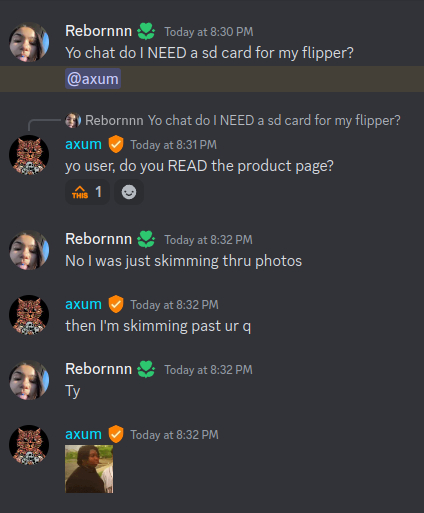 Rebornnn Today at 8:30 PM
Yo chat do I NEED a sd card for my flipper?
@axum
Rebornnn Yo chat do I NEED a sd card for my flipper?
axum Today at 8:31 PM
yo user, do you READ the product page?
THIS 1
Rebornnn Today at 8:32 PM
No I was just skimming thru photos
axum Today at 8:32 PM
then I'm skimming past ur q
Rebornnn Today at 8:32 PM
Ty
axum Today at 8:32 PM